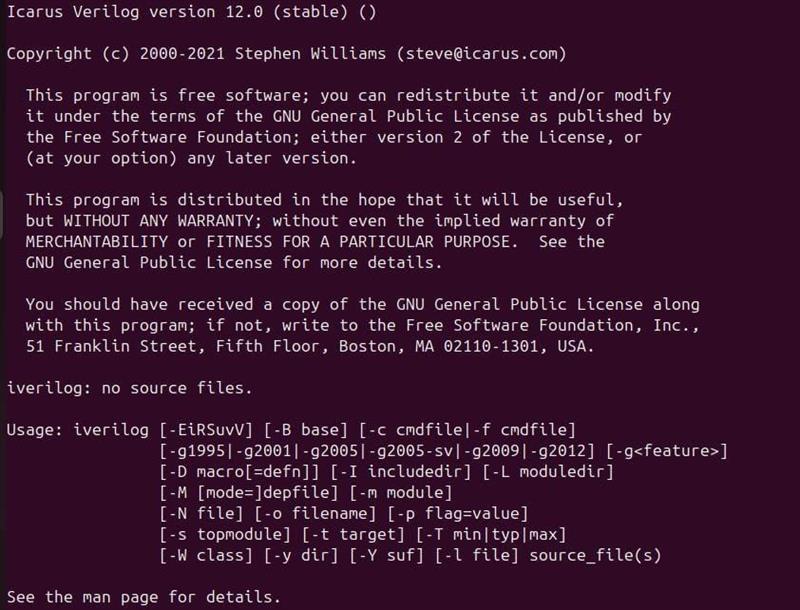 Icarus Verilog version 12.0 (stable) ()
Copyright (c) 2000-2021 Stephen Williams (steve@icarus.com)
This program is free software; you can redistribute it and/or modify
it under the terms of the GNU General Public License as published by
the Free Software Foundation; either version 2 of the License, or
(at your option) any later version.
This program is distributed in the hope that it will be useful,
but WITHOUT ANY WARRANTY; without even the implied warranty of
MERCHANTABILITY or FITNESS FOR A PARTICULAR PURPOSE.  See the
GNU General Public License for more details.
You should have received a copy of the GNU General Public License along
with this program; if not, write to the Free Software Foundation, Inc.,
51 Franklin Street, Fifth Floor, Boston, MA 02110-1301, USA.
iverilog: no source files.
Usage: iverilog [-EiRSuvV] [-B base] [-c cmdfile|-f cmdfile]
[-g1995|-g2001|-g2005|-g2005-sv|-g2009|-g2012] [-g<feature>]
[-D macro[=defn]] [-I includedir] [-L moduledir]
[-M [mode=]depfile] [-m module]
[-N file] [-o filename] [-p flag=value]
[-s topmodule] [-t target] [-T min|typ|max]
[-W class] [-y dir] [-Y suf] [-l file] source_file(s)
See the man page for details.